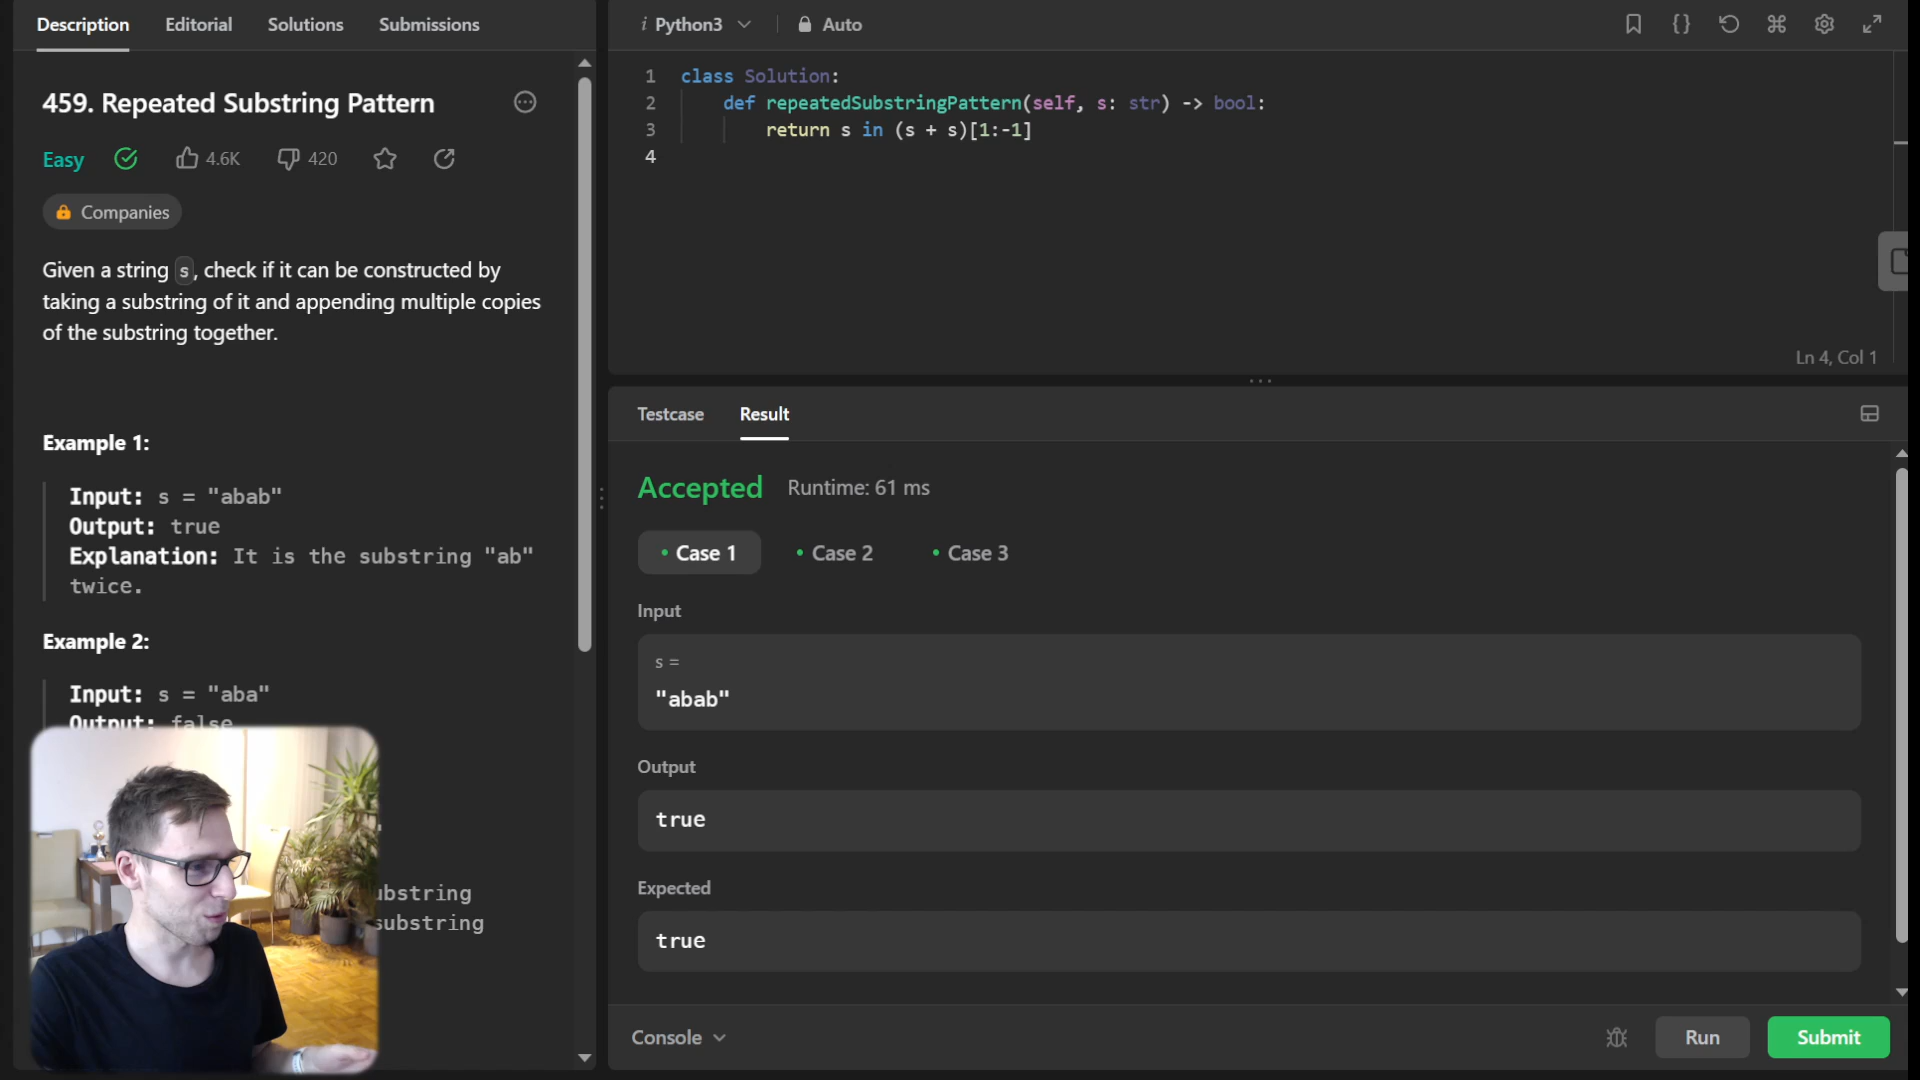 Description Editorial Solutions Submissions
459. Repeated Substring Pattern
Easy 4.6K 420
Companies
Given a string s, check if it can be constructed by
taking a substring of it and appending multiple copies
of the substring together.
Example 1:
Input: s = "abab"
Output: true
Explanation: It is the substring "ab"
twice.
Example 2:
Input: s = "aba"
Output: false
ubstring
substring
i Python3 Auto
1 class Solution:
2 def repeatedSubstringPattern(self, s: str) -> bool:
3 return s in (s + s)[1:-1]
4
Ln 4, Col 1
Testcase Result
Accepted Runtime: 61 ms
• Case 1 • Case 2 • Case 3
Input
s =
"abab"
Output
true
Expected
true
Console Run Submit